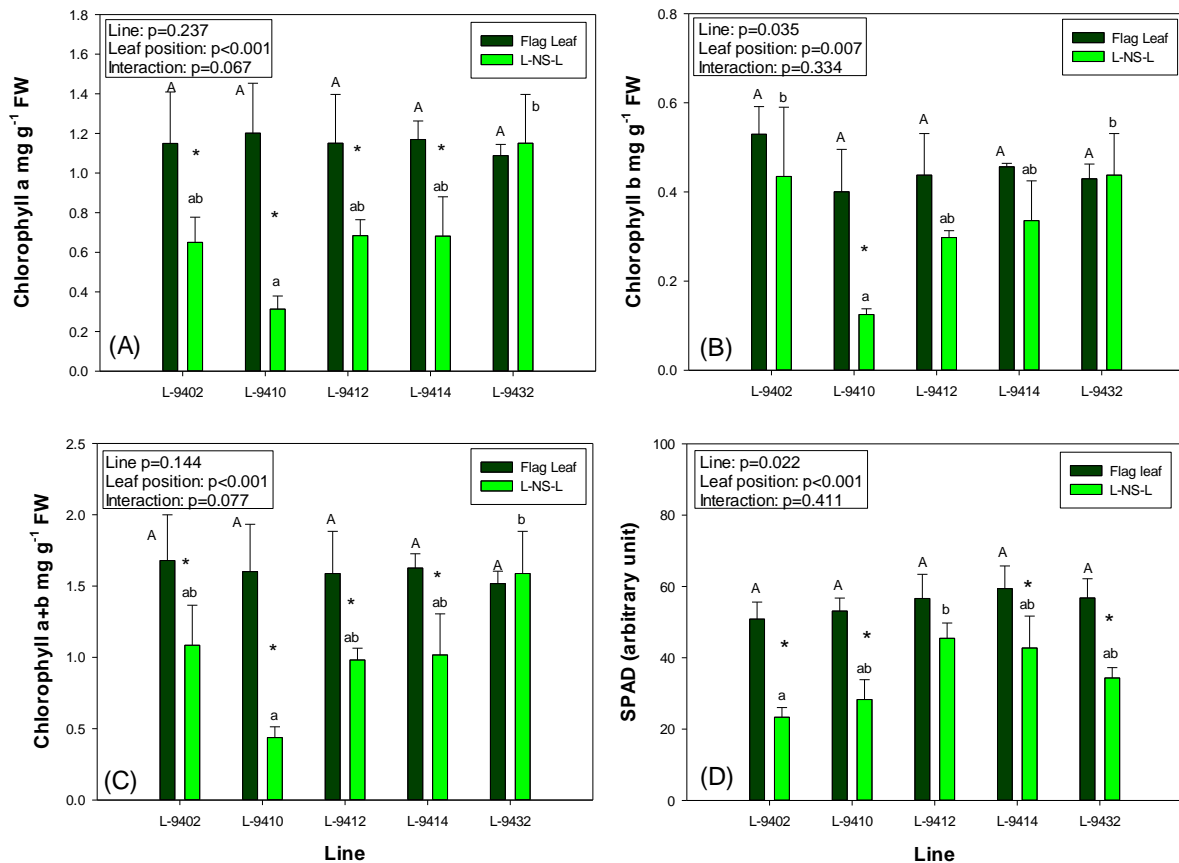 Line: p=0.237
Leaf position: p<0.001
Interaction: p=0.067
Flag Leaf
L-NS-L
Chlorophyll a mg g⁻¹ FW
1.8
1.6
1.4
1.2
1.0
0.8
0.6
0.4
0.2
0.0
A
*
ab
A
*
a
A
*
ab
A
*
ab
A
b
(A)
L-9402
L-9410
L-9412
L-9414
L-9432
Line: p=0.035
Leaf position: p=0.007
Interaction: p=0.334
Flag Leaf
L-NS-L
Chlorophyll b mg g⁻¹ FW
0.8
0.6
0.4
0.2
0.0
A
b
A
*
a
A
ab
A
ab
A
b
(B)
L-9402
L-9410
L-9412
L-9414
L-9432
Line p=0.144
Leaf position: p<0.001
Interaction: p=0.077
Flag Leaf
L-NS-L
Chlorophyll a+b mg g⁻¹ FW
2.5
2.0
1.5
1.0
0.5
0.0
A
*
ab
A
*
a
A
*
ab
A
*
ab
A
b
(C)
L-9402
L-9410
L-9412
L-9414
L-9432
Line
Line: p=0.022
Leaf position: p<0.001
Interaction: p=0.411
Flag leaf
L-NS-L
SPAD (arbitrary unit)
100
80
60
40
20
0
A
*
a
A
*
ab
A
b
A
*
ab
A
*
ab
(D)
L-9402
L-9410
L-9412
L-9414
L-9432
Line